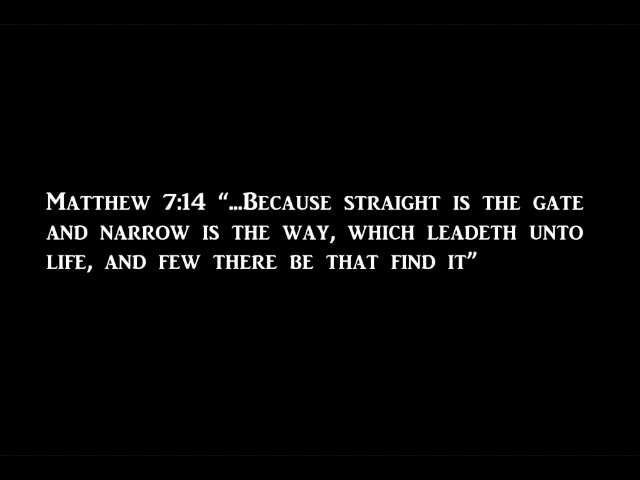 Matthew 7:14 “...Because straight is the gate
and narrow is the way, which leadeth unto
life, and few there be that find it”